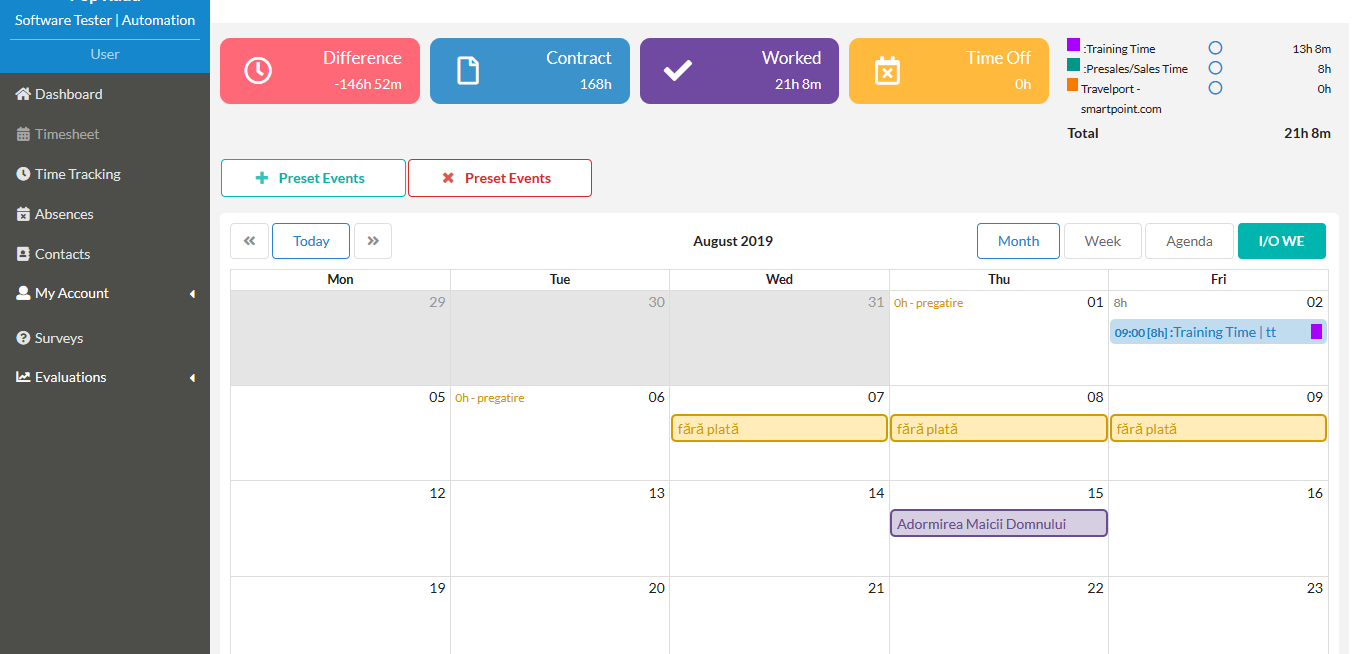 Software Tester | Automation
User
Dashboard
Timesheet
Time Tracking
Absences
Contacts
My Account
Surveys
Evaluations
Difference
-146h 52m
Contract
168h
Worked
21h 8m
Time Off
0h
:Training Time 13h 8m
:Presales/Sales Time 8h
Travelport - 0h
smartpoint.com
Total 21h 8m
Preset Events
Preset Events
Today
August 2019
Month
Week
Agenda
I/O WE
Mon Tue Wed Thu Fri
29 30 31 0h - pregatire 01 8h 02
09:00 [8h] :Training Time | tt
05 0h - pregatire 06 07 08 09
fără plată fără plată fără plată
12 13 14 15 16
Adormirea Maicii Domnului
19 20 21 22 23